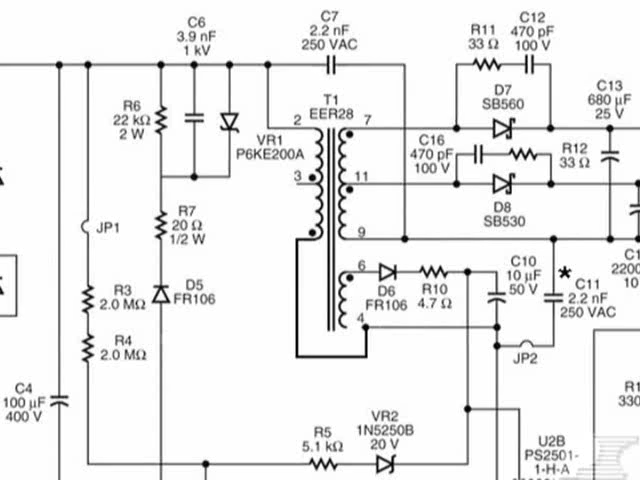 C6
3.9 nF
1 kV
C7
2.2 nF
250 VAC
R11
33 Ω
C12
470 pF
100 V
D7
SB560
C13
680 µF
25 V
R6
22 kΩ
2 W
VR1
P6KE200A
T1
EER28
2
7
C16
470 pF
100 V
R12
33 Ω
3
11
D8
SB530
R7
20 Ω
1/2 W
JP1
9
6
D5
FR106
D6
FR106
R10
4.7 Ω
C10
10 µF
50 V
*
C11
2.2 nF
250 VAC
2200
10
R3
2.0 MΩ
R4
2.0 MΩ
4
JP2
C4
100 µF
400 V
R5
5.1 kΩ
VR2
1N5250B
20 V
U2B
PS2501-
1-H-A
330